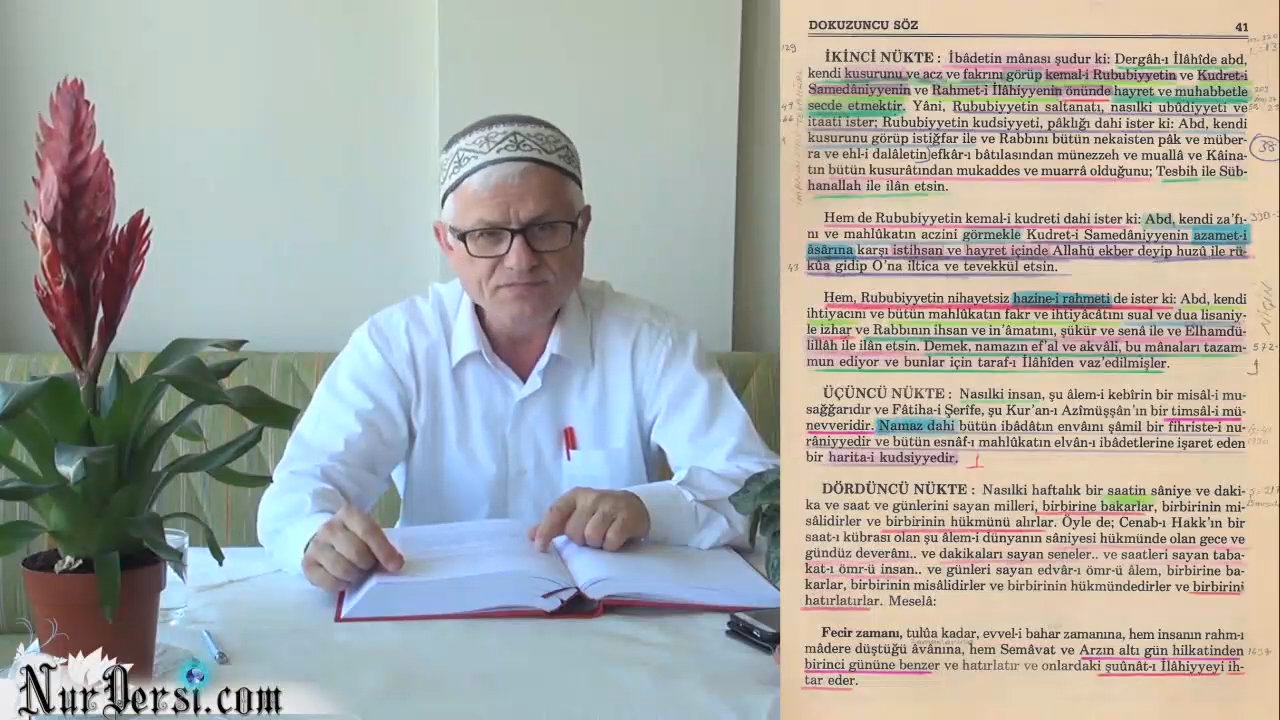 DOKUZUNCU SÖZ 41
İKİNCİ NÜKTE : İbâdetin mânası şudur ki: Dergâh-ı İlâhîde abd,
kendi kusurunu ve acz ve fakrını görüp kemal-i Rububiyyetin ve Kudret-i
Samedâniyyenin ve Rahmet-i İlâhiyyenin önünde hayret ve muhabbetle
secde etmektir. Yâni, Rububiyyetin saltanatı, nasılki ubûdiyyeti ve
itaati ister; Rububiyyetin kudsiyyeti, pâklığı dahi ister ki: Abd, kendi
kusurunu görüp istiğfar ile ve Rabbını bütün nekaisten pâk ve müber-
ra ve ehl-i dalâletin efkâr-ı bâtılasından münezzeh ve muallâ ve Kâina-
tın bütün kusurâtından mukaddes ve muarrâ olduğunu; Tesbih ile Süb-
hanallah ile ilân etsin.
Hem de Rububiyyetin kemal-i kudreti dahi ister ki: Abd, kendi za'fı-
nı ve mahlûkatın aczini görmekle Kudret-i Samedâniyyenin azamet-i
âsârına karşı istihsan ve hayret içinde Allahü ekber deyip huzû ile rü-
kûa gidip O'na iltica ve tevekkül etsin.
Hem, Rububiyyetin nihayetsiz hazine-i rahmeti de ister ki: Abd, kendi
ihtiyacını ve bütün mahlûkatın fakr ve ihtiyâcâtını sual ve dua lisaniy-
le izhar ve Rabbının ihsan ve in'âmatını, şükür ve senâ ile ve Elhamdü-
lillâh ile ilân etsin. Demek, namazın ef'al ve akvâli, bu mânaları tazam-
mun ediyor ve bunlar için taraf-ı İlâhîden vaz'edilmişler.
ÜÇÜNCÜ NÜKTE : Nasılki insan, şu âlem-i kebîrin bir misâl-i mu-
sağğarıdır ve Fâtiha-i Şerîfe, şu Kur'an-ı Azîmüşşân'ın bir timsâl-i mü-
nevveridir. Namaz dahi bütün ibâdâtın envâını şâmil bir fihriste-i nu-
râniyyedir ve bütün esnâf-ı mahlûkatın elvân-ı ibâdetlerine işaret eden
bir harita-i kudsiyyedir.
DÖRDÜNCÜ NÜKTE : Nasılki haftalık bir saatin sâniye ve daki-
ka ve saat ve günlerini sayan milleri, birbirine bakarlar, birbirinin mi-
sâlidirler ve birbirinin hükmünü alırlar. Öyle de; Cenab-ı Hakk'ın bir
saat-ı kübrası olan şu âlem-i dünyanın sâniyesi hükmünde olan gece ve
gündüz deverânı.. ve dakikaları sayan seneler.. ve saatleri sayan taba-
kat-ı ömr-ü insan.. ve günleri sayan edvâr-ı ömr-ü âlem, birbirine ba-
karlar, birbirinin misâlidirler ve birbirinin hükmündedirler ve birbirini
hatırlatırlar. Meselâ:
Fecir zamanı, tulûa kadar, evvel-i bahar zamanına, hem insanın rahm-ı
mâdere düştüğü âvânına, hem Semâvat ve Arzın altı gün hilkatinden
birinci gününe benzer ve hatırlatır ve onlardaki şuûnât-ı İlâhiyyeyi ih-
tar eder.
NurDersi.com